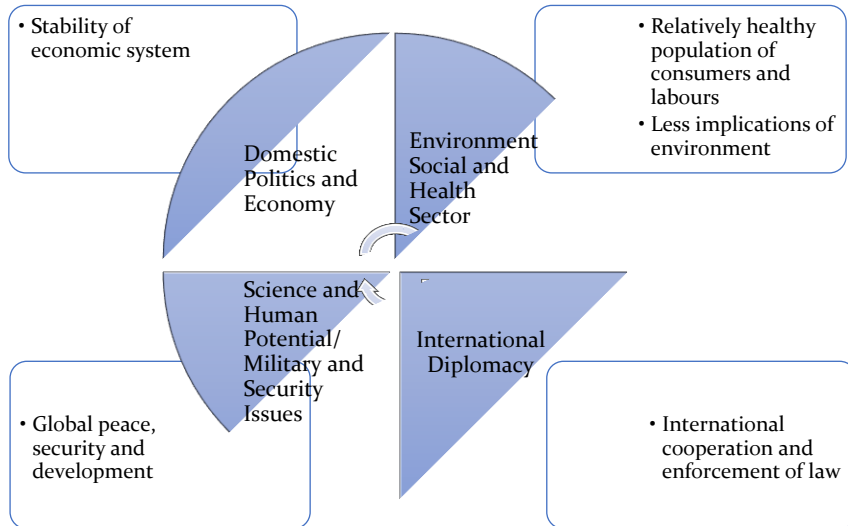 • Stability of
economic system
• Relatively healthy
population of
consumers and
labours
• Less implications of
environment
Domestic
Politics and
Economy
Environment
Social and
Health
Sector
Science and
Human
Potential/
Military and
Security
Issues
International
Diplomacy
• Global peace,
security and
development
• International
cooperation and
enforcement of law